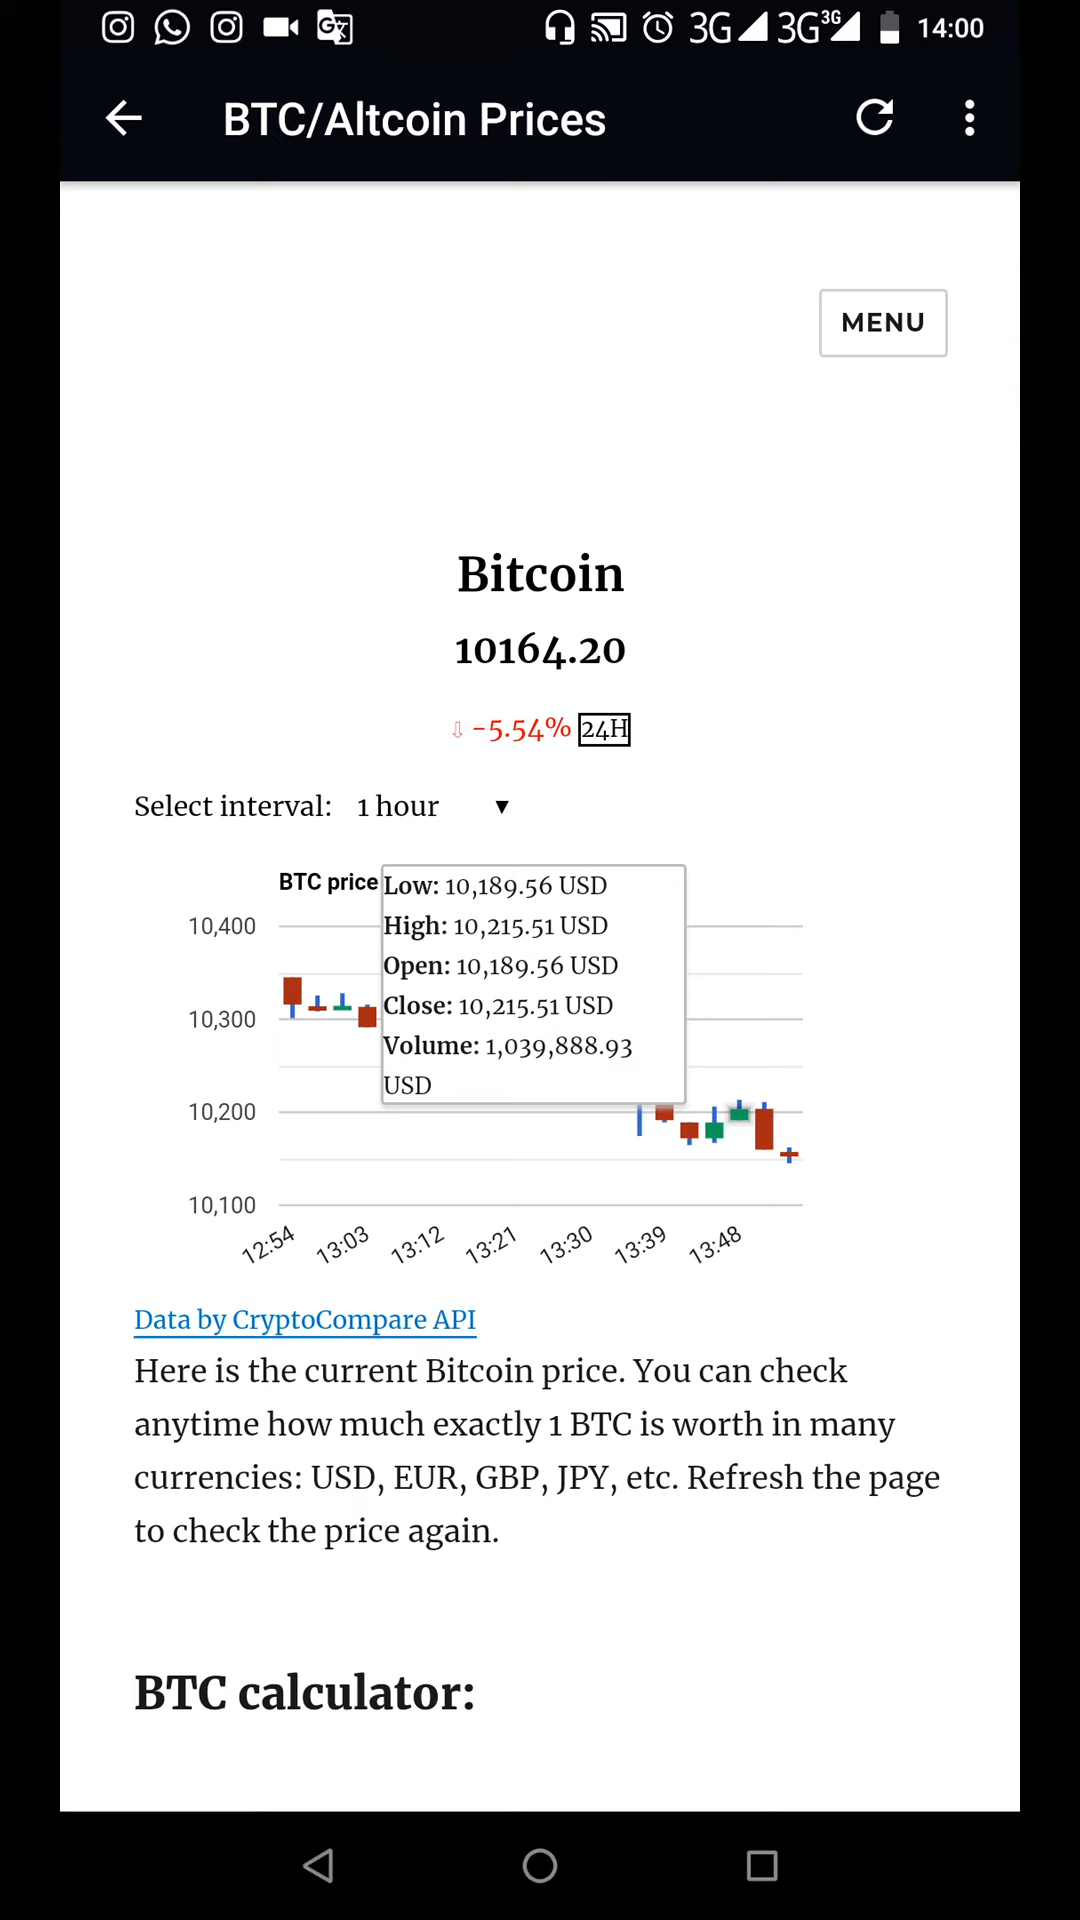 3G 3G 3G 14:00
BTC/Altcoin Prices
MENU
Bitcoin
10164.20
⇩ -5.54% 24H
Select interval: 1 hour ▼
BTC price
Low: 10,189.56 USD
High: 10,215.51 USD
Open: 10,189.56 USD
Close: 10,215.51 USD
Volume: 1,039,888.93
USD
10,400
10,300
10,200
10,100
12:54 13:03 13:12 13:21 13:30 13:39 13:48
Data by CryptoCompare API
Here is the current Bitcoin price. You can check
anytime how much exactly 1 BTC is worth in many
currencies: USD, EUR, GBP, JPY, etc. Refresh the page
to check the price again.
BTC calculator: